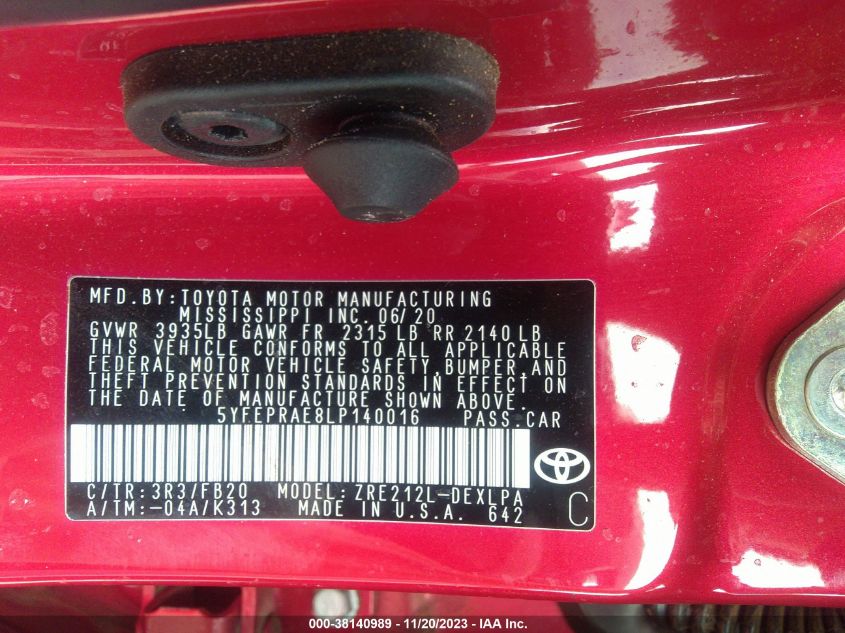 MFD.BY:TOYOTA MOTOR MANUFACTURING
MISSISSIPPI INC. 06/20
GVWR 3935LB GAWR FR 2315 LB RR 2140 LB
THIS VEHICLE CONFORMS TO ALL APPLICABLE
FEDERAL MOTOR VEHICLE SAFETY,BUMPER,AND
THEFT PREVENTION STANDARDS IN EFFECT ON
THE DATE OF MANUFACTURE SHOWN ABOVE.
5YFEPRAE8LP140016 PASS.CAR
C/TR:3R3/FB20 MODEL:ZRE212L-DEXLPA
A/TM:-04A/K313 MADE IN U.S.A. 642 C
000-38140989 — 11/20/2023 — IAA Inc.